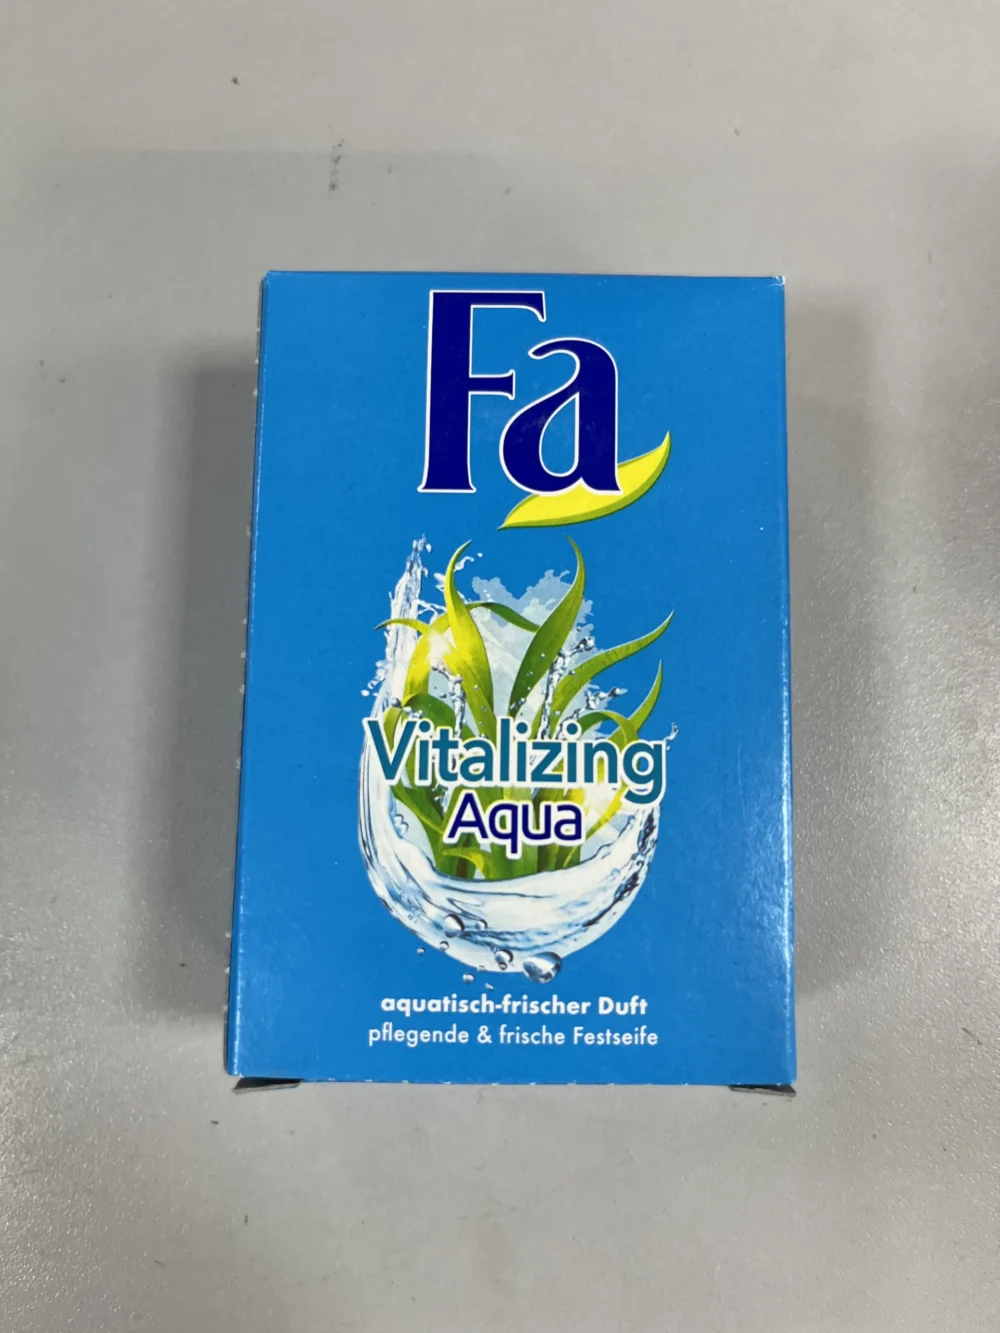 Fa
Vitalizing
Aqua
aquatisch-frischer Duft
pflegende & frische Festseife